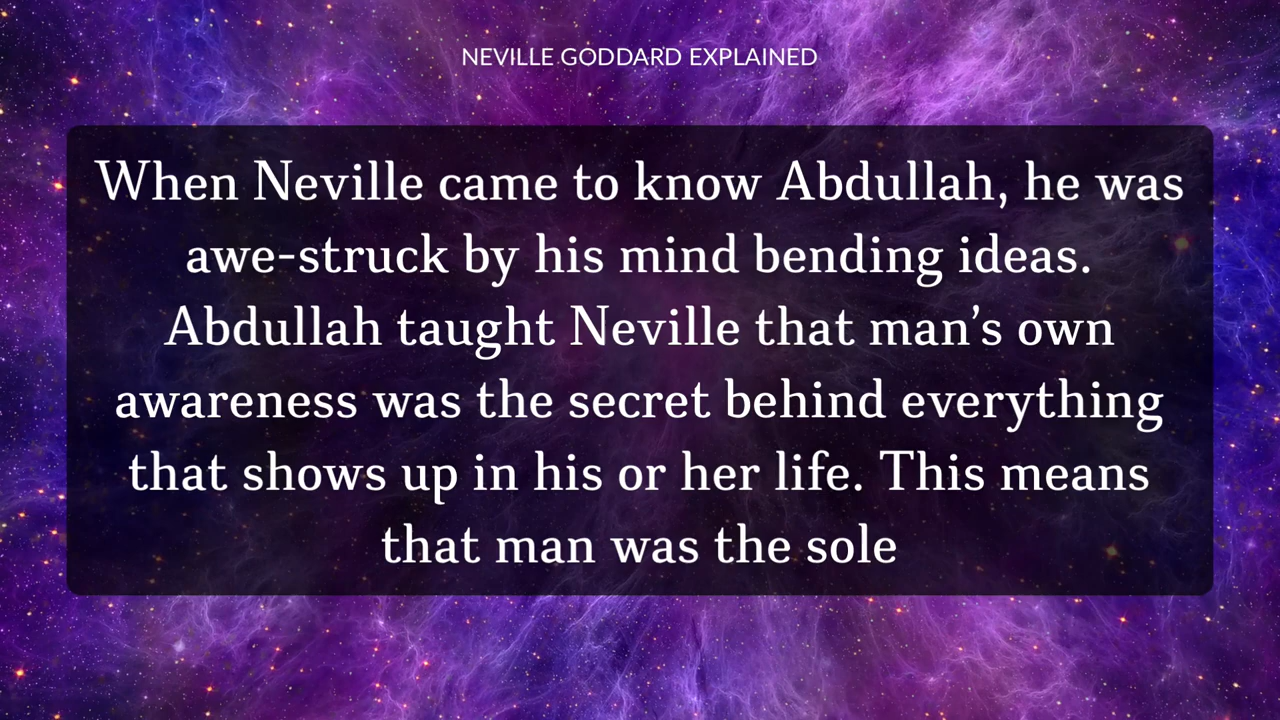 NEVILLE GODDARD EXPLAINED
When Neville came to know Abdullah, he was
awe-struck by his mind bending ideas.
Abdullah taught Neville that man’s own
awareness was the secret behind everything
that shows up in his or her life. This means
that man was the sole